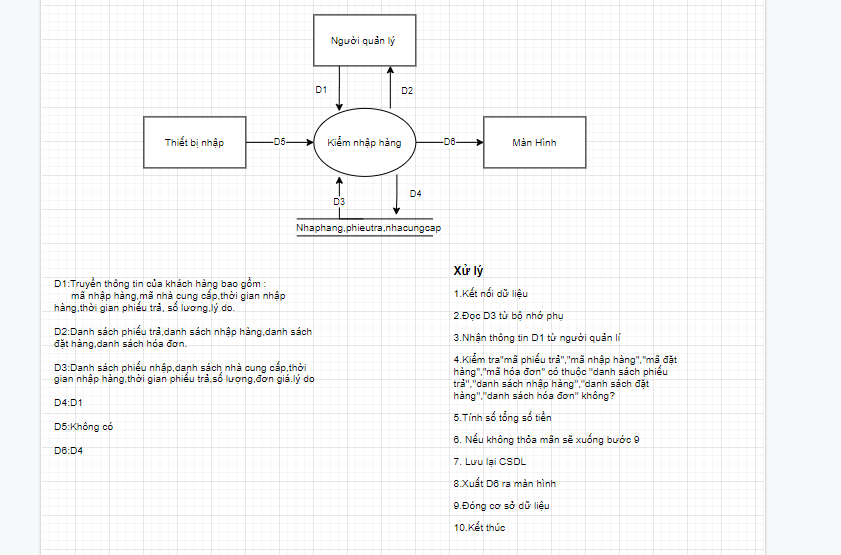 Người quản lý
D1
D2
Thiết bị nhập
D5
Kiểm nhập hàng
D6
Màn Hình
D3
D4
Nhaphang,phieutra,nhacungcap
D1:Truyền thông tin của khách hàng bao gồm :
mã nhập hàng,mã nhà cung cấp,thời gian nhập
hàng,thời gian phiếu trả, số lương,lý do.
D2:Danh sách phiếu trả,danh sách nhập hàng,danh sách
đặt hàng,danh sách hóa đơn.
D3:Danh sách phiếu nhập,danh sách nhà cung cấp,thời
gian nhập hàng,thời gian phiếu trả,số lượng,đơn giá.lý do
D4:D1
D5:Không có
D6:D4
Xử lý
1.Kết nối dữ liệu
2.Đọc D3 từ bộ nhớ phụ
3.Nhận thông tin D1 từ người quản lí
4.Kiểm tra"mã phiếu trả","mã nhập hàng","mã đặt
hàng","mã hóa đơn" có thuộc "danh sách phiếu
trả","danh sách nhập hàng","danh sách đặt
hàng","danh sách hóa đơn" không?
5.Tính số tổng số tiền
6. Nếu không thỏa mãn sẽ xuống bước 9
7. Lưu lại CSDL
8.Xuất D6 ra màn hình
9.Đóng cơ sở dữ liệu
10.Kết thúc